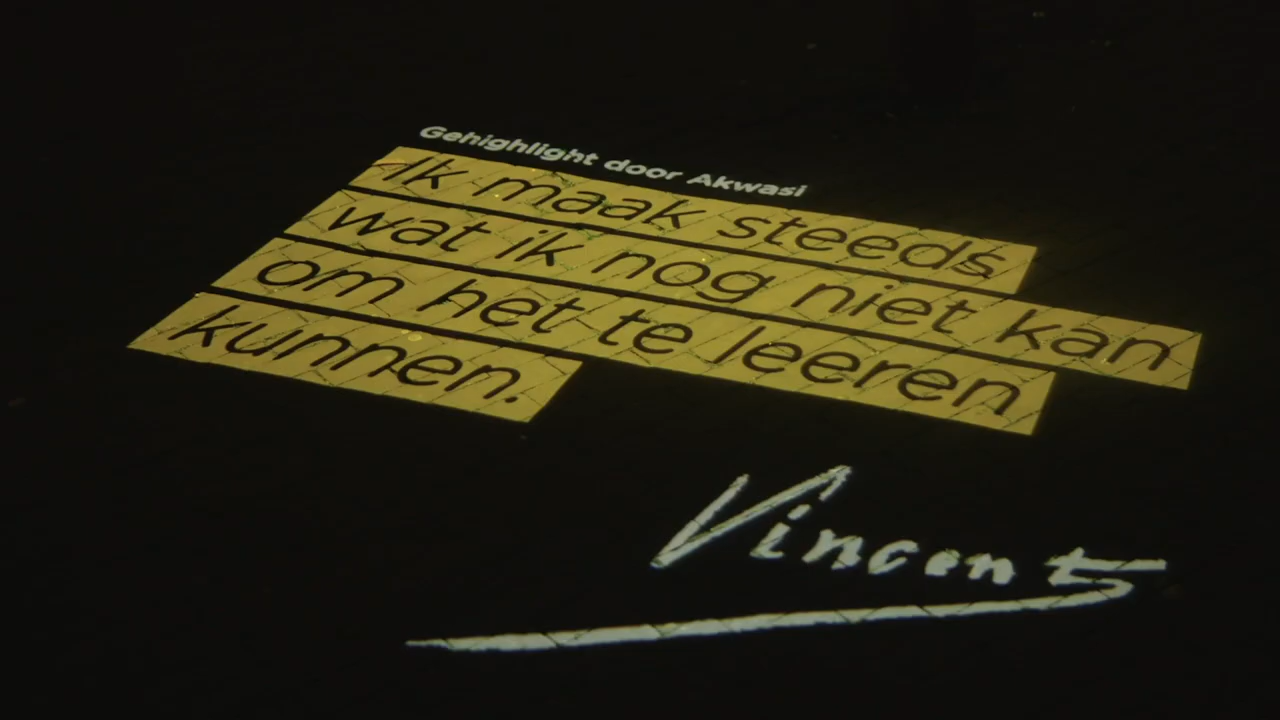 Gehighlight door Akwasi
Ik maak steeds
wat ik nog niet kan
om het te leeren
kunnen.
Vincent